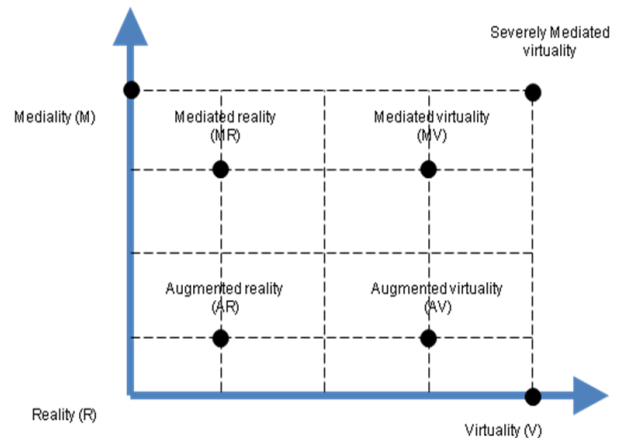 Severely Mediated
virtuality
Mediality (M)
Mediated reality
(MR)
Mediated virtuality
(MV)
Augmented reality
(AR)
Augmented virtuality
(AV)
Reality (R)
Virtuality (V)